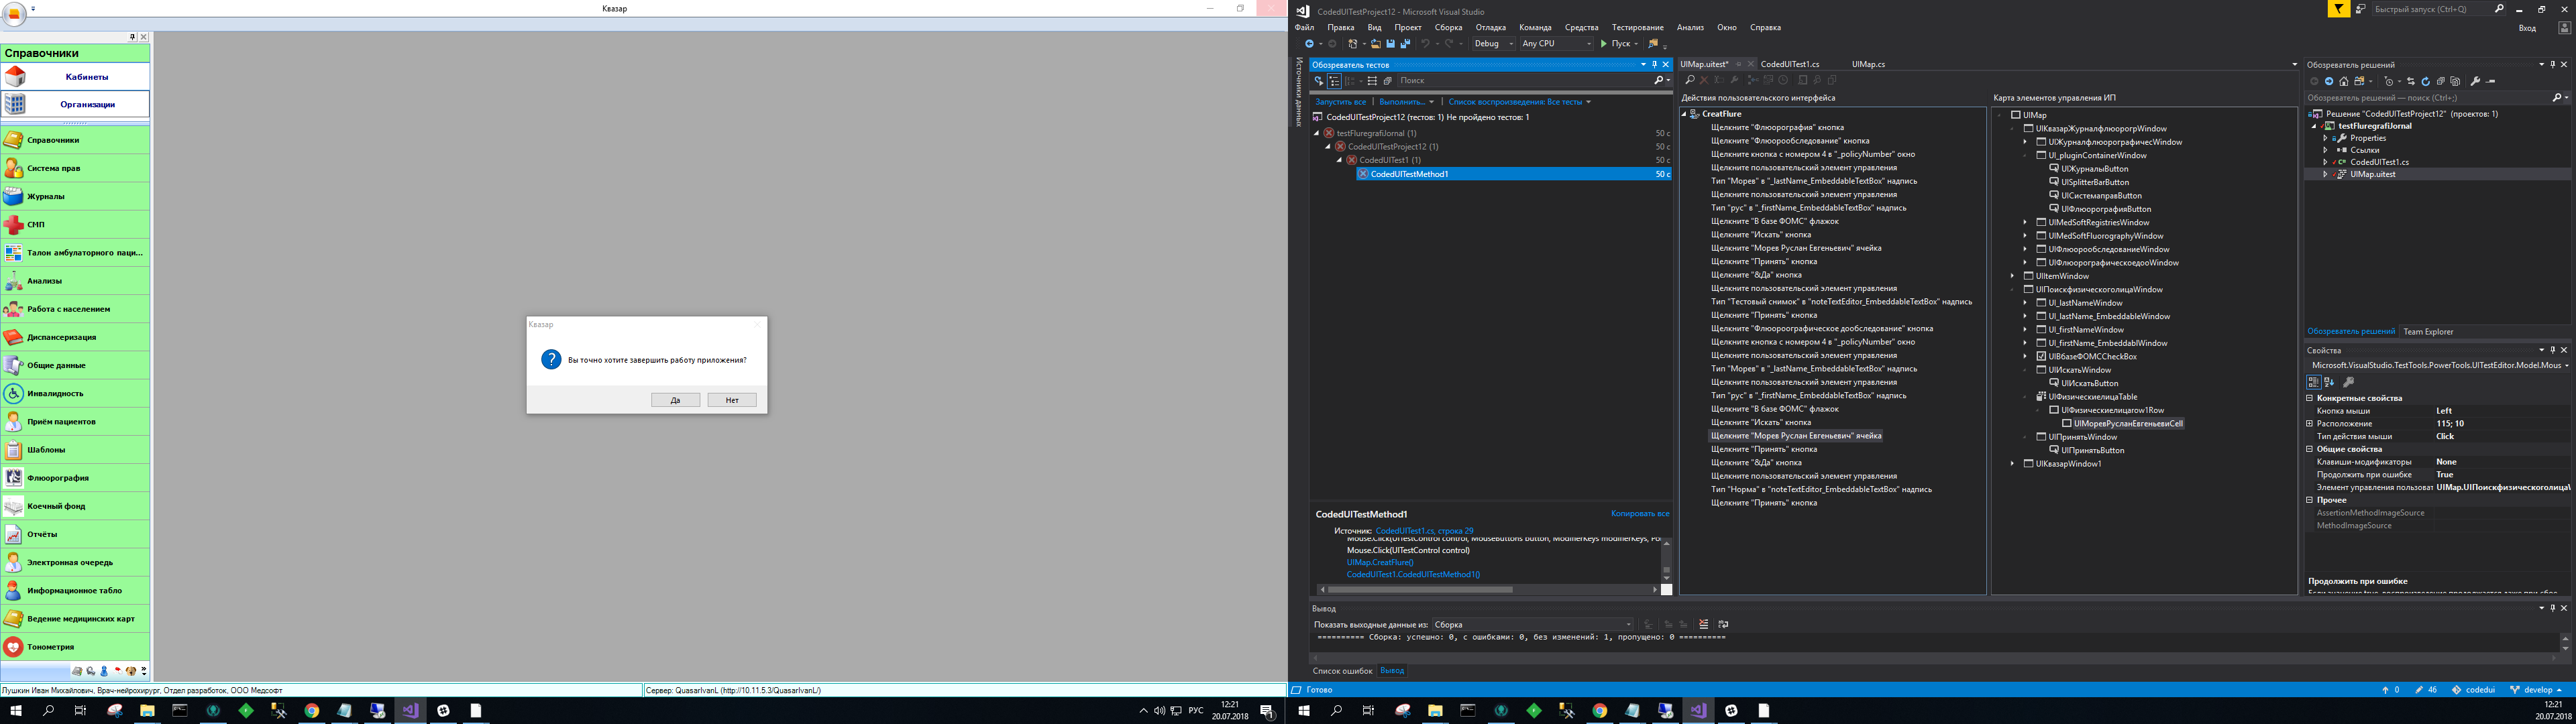 Квазар
Справочники
Кабинеты
Организации
Справочники
Система прав
Журналы
СМП
Талон амбулаторного паци...
Анализы
Работа с населением
Диспансеризация
Общие данные
Инвалидность
Приём пациентов
Шаблоны
Флюорография
Коечный фонд
Отчёты
Электронная очередь
Информационное табло
Ведение медицинских карт
Тонометрия
Квазар
Вы точно хотите завершить работу приложения?
Да
Нет
Лушкин Иван Михайлович, Врач-нейрохирург, Отдел разработок, ООО Медсофт
Сервер: QuasarIvanL (http://10.11.5.3/QuasarIvanL/)
РУС
12:21
20.07.2018
CodedUITestProject12 - Microsoft Visual Studio
Быстрый запуск (Ctrl+Q)
Файл Правка Вид Проект Сборка Отладка Команда Средства Тестирование Анализ Окно Справка
Вход
Debug Any CPU Пуск
Источники данных
Обозреватель тестов
Поиск
Запустить все | Выполнить... | Список воспроизведения: Все тесты
CodedUITestProject12 (тестов: 1) Не пройдено тестов: 1
testFluregrafiJornal (1) 50 с
CodedUITestProject12 (1) 50 с
CodedUITest1 (1) 50 с
CodedUITestMethod1 50 с
CodedUITestMethod1
Копировать все
Источник: CodedUITest1.cs, строка 29
Mouse.Click(UITestControl control, MouseButtons button, ModifierKeys modifierKeys, Po
Mouse.Click(UITestControl control)
UIMap.CreatFlure()
CodedUITest1.CodedUITestMethod1()
UIMap.uitest* CodedUITest1.cs UIMap.cs
Действия пользовательского интерфейса
CreatFlure
Щелкните "Флюорография" кнопка
Щелкните "Флюорообследование" кнопка
Щелкните кнопка с номером 4 в "_policyNumber" окно
Щелкните пользовательский элемент управления
Тип "Морев" в "_lastName_EmbeddableTextBox" надпись
Щелкните пользовательский элемент управления
Тип "рус" в "_firstName_EmbeddableTextBox" надпись
Щелкните "В базе ФОМС" флажок
Щелкните "Искать" кнопка
Щелкните "Морев Руслан Евгеньевич" ячейка
Щелкните "Принять" кнопка
Щелкните "&Да" кнопка
Щелкните пользовательский элемент управления
Тип "Тестовый снимок" в "noteTextEditor_EmbeddableTextBox" надпись
Щелкните "Принять" кнопка
Щелкните "Флюороографическое дообследование" кнопка
Щелкните кнопка с номером 4 в "_policyNumber" окно
Щелкните пользовательский элемент управления
Тип "Морев" в "_lastName_EmbeddableTextBox" надпись
Щелкните пользовательский элемент управления
Тип "рус" в "_firstName_EmbeddableTextBox" надпись
Щелкните "В базе ФОМС" флажок
Щелкните "Искать" кнопка
Щелкните "Морев Руслан Евгеньевич" ячейка
Щелкните "Принять" кнопка
Щелкните "&Да" кнопка
Щелкните пользовательский элемент управления
Тип "Норма" в "noteTextEditor_EmbeddableTextBox" надпись
Щелкните "Принять" кнопка
Карта элементов управления ИП
UIMap
UIКвазарЖурналфлюорогрWindow
UIЖурналфлюорографичесWindow
UI_pluginContainerWindow
UIЖурналыButton
UISplitterBarButton
UIСистемаправButton
UIФлюорографияButton
UIMedSoftRegistriesWindow
UIMedSoftFluorographyWindow
UIФлюорообследованиеWindow
UIФлюорографическоедооWindow
UIItemWindow
UIПоискфизическоголицаWindow
UI_lastNameWindow
UI_lastName_EmbeddableWindow
UI_firstNameWindow
UI_firstName_EmbeddablWindow
UIВбазеФОМСCheckBox
UIИскатьWindow
UIИскатьButton
UIФизическиелицаTable
UIФизическиелицаrow1Row
UIМоревРусланЕвгеньевиCell
UIПринятьWindow
UIПринятьButton
UIКвазарWindow1
Обозреватель решений
Обозреватель решений — поиск (Ctrl+;)
Решение "CodedUITestProject12" (проектов: 1)
testFluregrafiJornal
Properties
Ссылки
CodedUITest1.cs
UIMap.uitest
Обозреватель решений Team Explorer
Свойства
Microsoft.VisualStudio.TestTools.PowerTools.UITestEditor.Model.Mous
Конкретные свойства
Кнопка мыши Left
Расположение 115; 10
Тип действия мыши Click
Общие свойства
Клавиши-модификаторы None
Продолжить при ошибке True
Элемент управления пользоват UIMap.UIПоискфизическоголицаW
Прочее
AssertionMethodImageSource
MethodImageSource
Продолжить при ошибке
Вывод
Показать выходные данные из: Сборка
========== Сборка: успешно: 0, с ошибками: 0, без изменений: 1, пропущено: 0 ==========
Список ошибок Вывод
Готово
0 46 codedui develop
12:21
20.07.2018